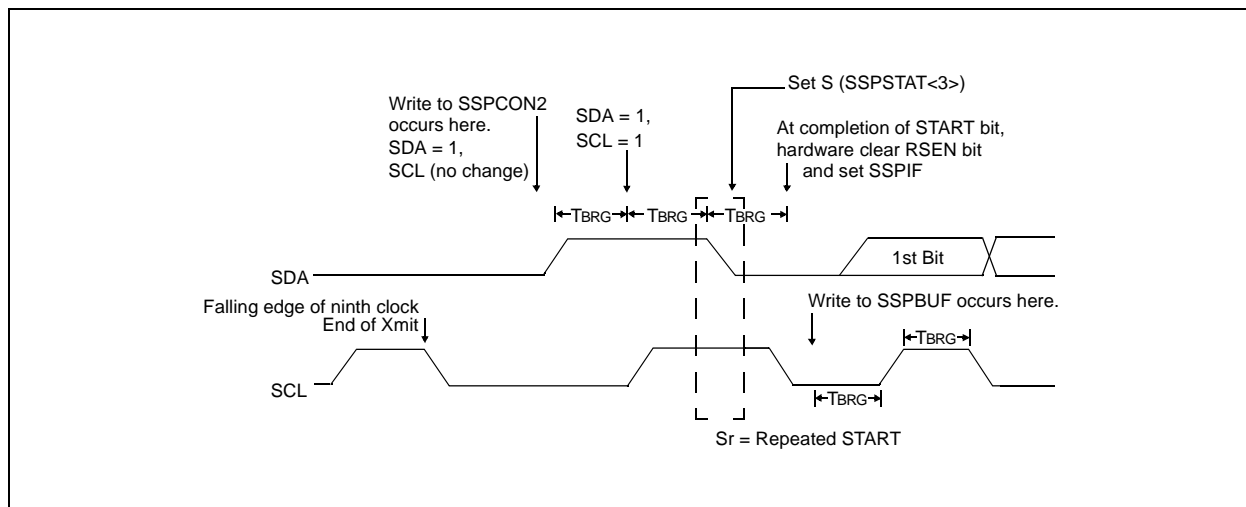 Set S (SSPSTAT<3>)
Write to SSPCON2
occurs here.
SDA = 1,
SCL (no change)
SDA = 1,
SCL = 1
At completion of START bit,
hardware clear RSEN bit
and set SSPIF
TBRG
TBRG
TBRG
SDA
1st Bit
Falling edge of ninth clock
End of Xmit
Write to SSPBUF occurs here.
TBRG
SCL
TBRG
Sr = Repeated START